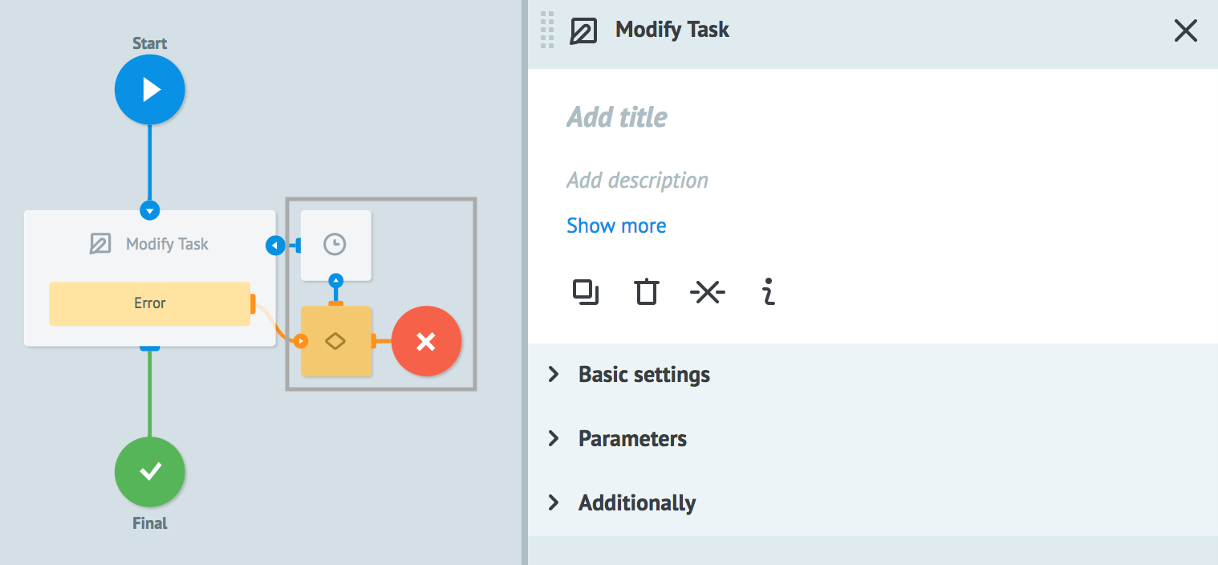 Start
Modify Task
Error
Final
Modify Task
Add title
Add description
Show more
Basic settings
Parameters
Additionally